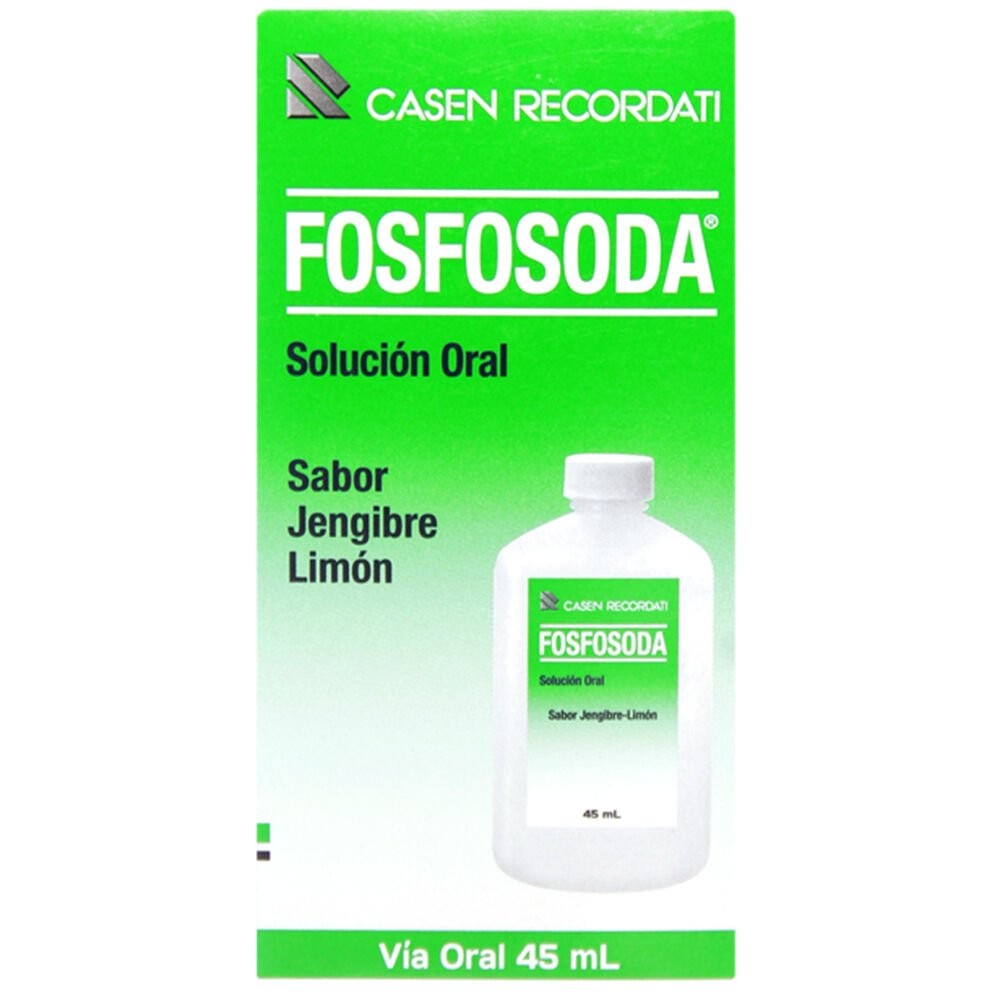 CASEN RECORDATI
FOSFOSODA®
Solución Oral
Sabor
Jengibre
Limón
CASEN RECORDATI
FOSFOSODA
Solución Oral
Sabor Jengibre-Limón
45 mL
Vía Oral 45 mL